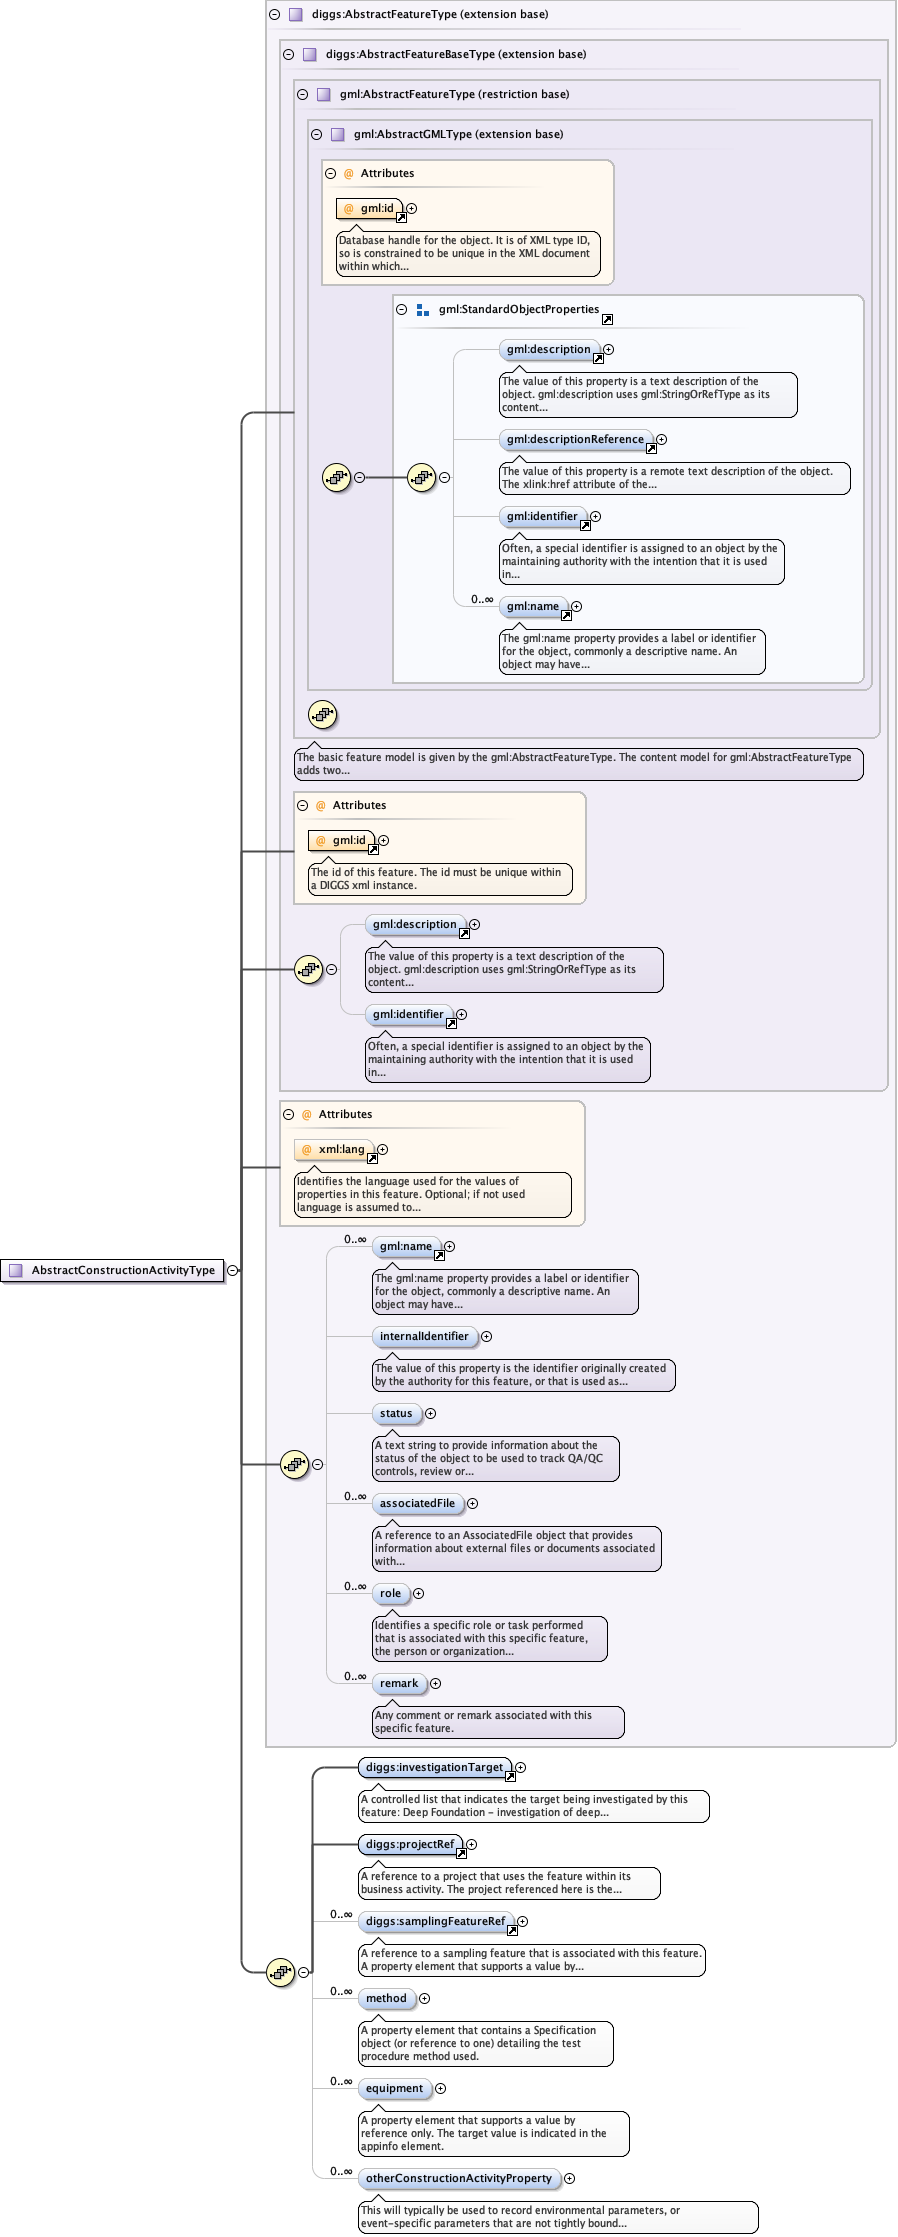 diggs:AbstractFeatureType (extension base)
diggs:AbstractFeatureBaseType (extension base)
gml:AbstractFeatureType (restriction base)
gml:AbstractGMLType (extension base)
@ Attributes
@ gml:id
Database handle for the object. It is of XML type ID,
so is constrained to be unique in the XML document
within which...
gml:StandardObjectProperties
gml:description
The value of this property is a text description of the
object. gml:description uses gml:StringOrRefType as its
content...
gml:descriptionReference
The value of this property is a remote text description of the object.
The xlink:href attribute of the...
gml:identifier
Often, a special identifier is assigned to an object by the
maintaining authority with the intention that it is used
in...
0..∞
gml:name
The gml:name property provides a label or identifier
for the object, commonly a descriptive name. An
object may have...
The basic feature model is given by the gml:AbstractFeatureType. The content model for gml:AbstractFeatureType
adds two...
@ Attributes
@ gml:id
The id of this feature. The id must be unique within
a DIGGS xml instance.
gml:description
The value of this property is a text description of the
object. gml:description uses gml:StringOrRefType as its
content...
gml:identifier
Often, a special identifier is assigned to an object by the
maintaining authority with the intention that it is used
in...
@ Attributes
@ xml:lang
Identifies the language used for the values of
properties in this feature. Optional; if not used
language is assumed to...
AbstractConstructionActivityType
0..∞
gml:name
The gml:name property provides a label or identifier
for the object, commonly a descriptive name. An
object may have...
internalIdentifier
The value of this property is the identifier originally created
by the authority for this feature, or that is used as...
status
A text string to provide information about the
status of the object to be used to track QA/QC
controls, review or...
0..∞
associatedFile
A reference to an AssociatedFile object that provides
information about external files or documents associated
with...
0..∞
role
Identifies a specific role or task performed
that is associated with this specific feature,
the person or organization...
0..∞
remark
Any comment or remark associated with this
specific feature.
diggs:investigationTarget
A controlled list that indicates the target being investigated by this
feature: Deep Foundation - investigation of deep...
diggs:projectRef
A reference to a project that uses the feature within its
business activity. The project referenced here is the...
0..∞
diggs:samplingFeatureRef
A reference to a sampling feature that is associated with this feature.
A property element that supports a value by...
0..∞
method
A property element that contains a Specification
object (or reference to one) detailing the test
procedure method used.
0..∞
equipment
A property element that supports a value by
reference only. The target value is indicated in the
appinfo element.
0..∞
otherConstructionActivityProperty
This will typically be used to record environmental parameters, or
event-specific parameters that are not tightly bound...